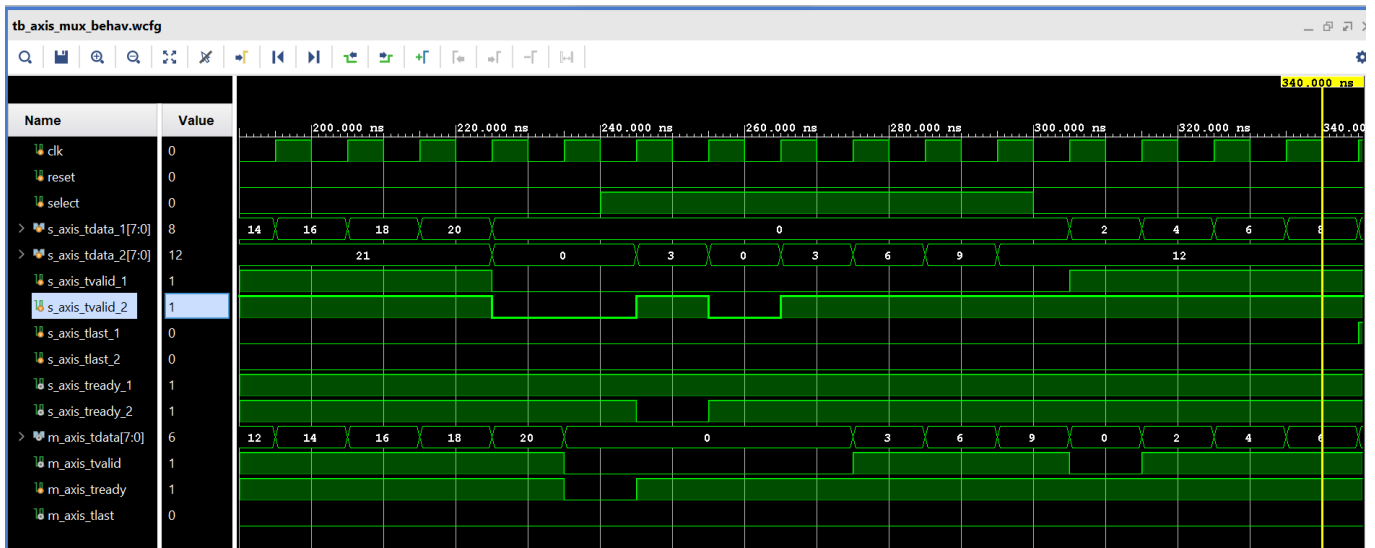 tb_axis_mux_behav.wcfg
340.000 ns
Name Value
200.000 ns 220.000 ns 240.000 ns 260.000 ns 280.000 ns 300.000 ns 320.000 ns 340.00
clk 0
reset 0
select 0
s_axis_tdata_1[7:0] 8 14 16 18 20 0 2 4 6 8
s_axis_tdata_2[7:0] 12 21 0 3 0 3 6 9 12
s_axis_tvalid_1 1
s_axis_tvalid_2 1
s_axis_tlast_1 0
s_axis_tlast_2 0
s_axis_tready_1 1
s_axis_tready_2 1
m_axis_tdata[7:0] 6 12 14 16 18 20 0 3 6 9 0 2 4 6
m_axis_tvalid 1
m_axis_tready 1
m_axis_tlast 0